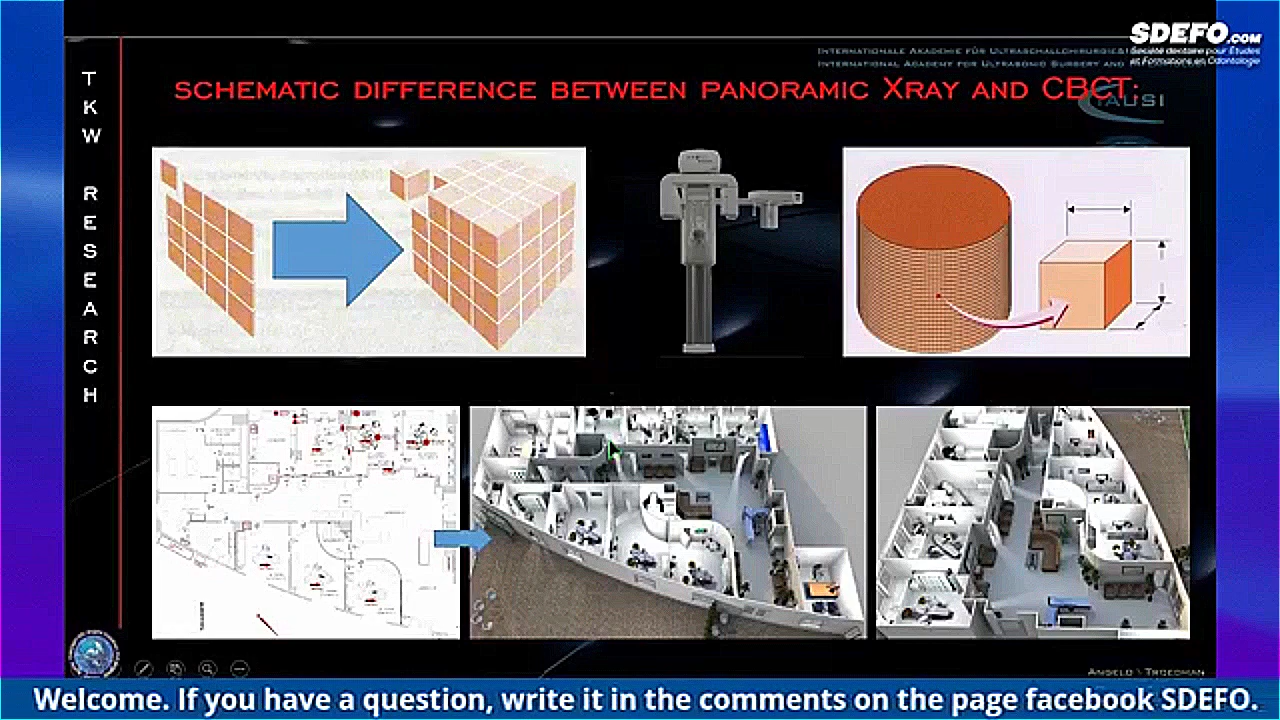 SDEFO.COM
Société dentaire pour Études
et Formations en Odontologie
INTERNATIONALE AKADEMIE FÜR ULTRASCHALLCHIRURGIE
INTERNATIONAL ACADEMY FOR ULTRASONIC SURGERY AND
SCHEMATIC DIFFERENCE BETWEEN PANORAMIC XRAY AND CBCT:
IAUSI
TKW RESEARCH
ANGELO TROEDHAN
Welcome. If you have a question, write it in the comments on the page facebook SDEFO.